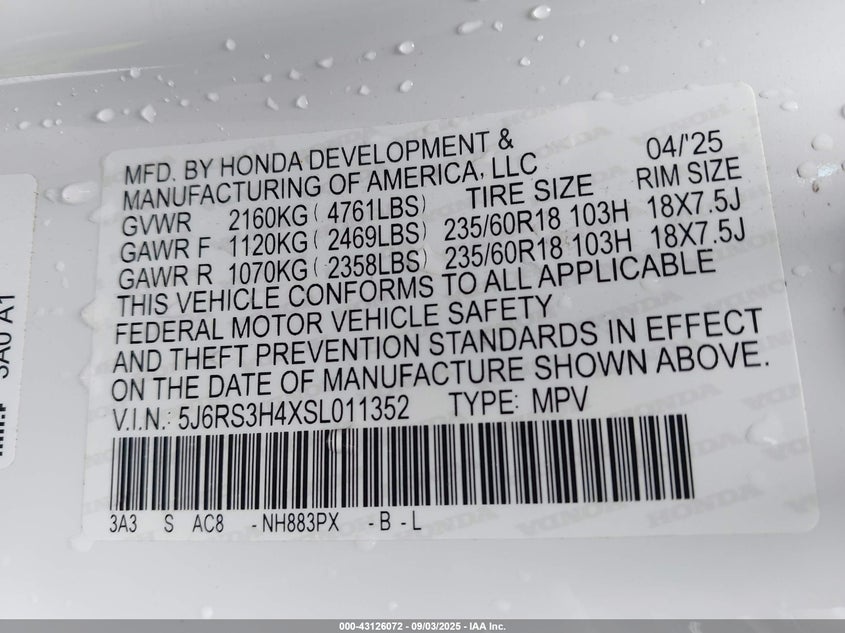 MFD. BY HONDA DEVELOPMENT & 04/'25
MANUFACTURING OF AMERICA, LLC TIRE SIZE RIM SIZE
GVWR 2160KG ( 4761LBS)
GAWR F 1120KG ( 2469LBS) 235/60R18 103H 18X7.5J
GAWR R 1070KG ( 2358LBS) 235/60R18 103H 18X7.5J
THIS VEHICLE CONFORMS TO ALL APPLICABLE
FEDERAL MOTOR VEHICLE SAFETY
AND THEFT PREVENTION STANDARDS IN EFFECT
ON THE DATE OF MANUFACTURE SHOWN ABOVE.
V.I.N.: 5J6RS3H4XSL011352 TYPE: MPV
3A3 S AC8 -NH883PX -B -L
HONDA
000-43126072 - 09/03/2025 - IAA Inc.